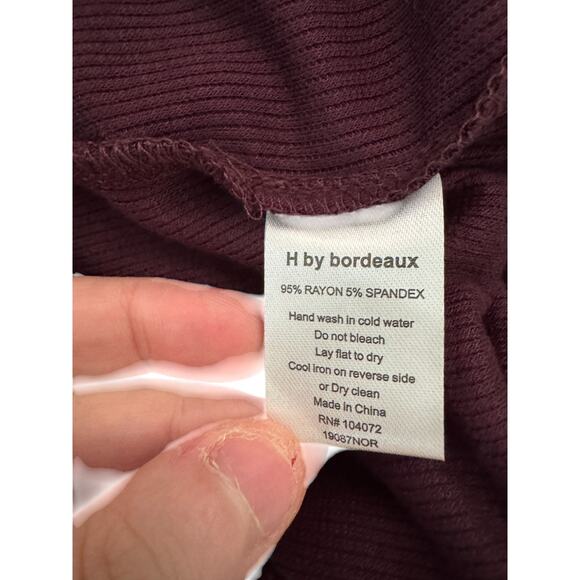 H by bordeaux
95% RAYON 5% SPANDEX
Hand wash in cold water
Do not bleach
Lay flat to dry
Cool iron on reverse side
or Dry clean
Made in China
RN# 104072
19087NOR